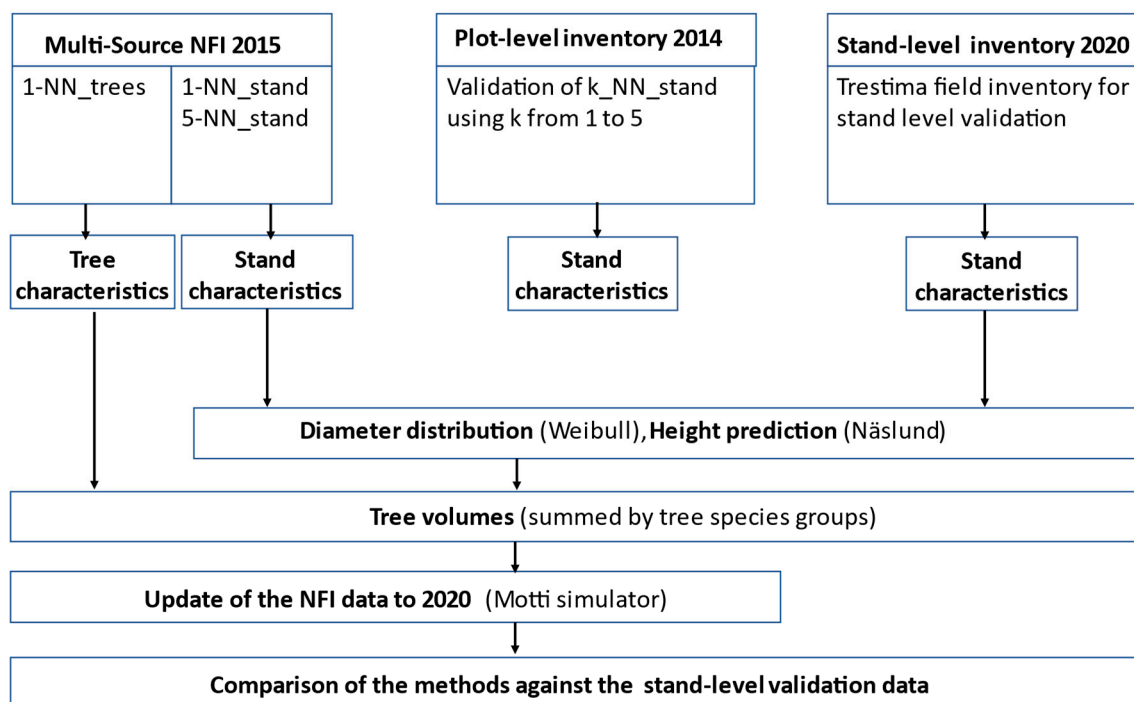 Multi-Source NFI 2015
1-NN_trees
1-NN_stand
5-NN_stand
Plot-level inventory 2014
Validation of k_NN_stand
using k from 1 to 5
Stand-level inventory 2020
Trestima field inventory for
stand level validation
Tree
characteristics
Stand
characteristics
Stand
characteristics
Stand
characteristics
Diameter distribution (Weibull), Height prediction (Näslund)
Tree volumes (summed by tree species groups)
Update of the NFI data to 2020 (Motti simulator)
Comparison of the methods against the stand-level validation data